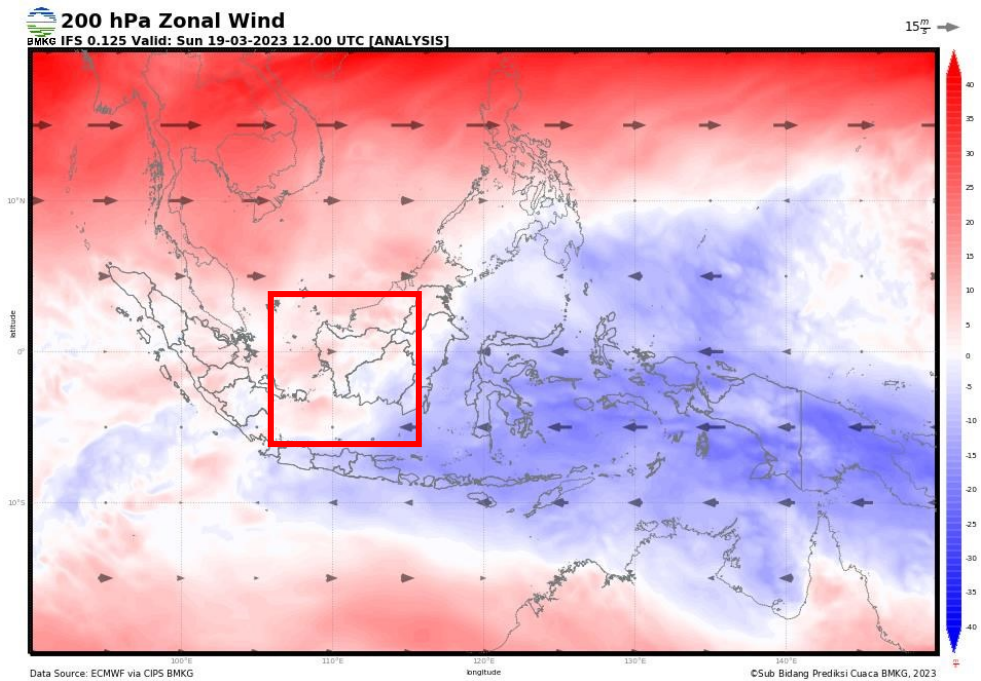 200 hPa Zonal Wind
BMKG IFS 0.125 Valid: Sun 19-03-2023 12.00 UTC [ANALYSIS]
15 m/s
40
35
30
25
20
15
10
5
0
-5
-10
-15
-20
-25
-30
-35
-40
m/s
latitude
10°N
0°
10°S
100°E
110°E
120°E
130°E
140°E
longitude
Data Source: ECMWF via CIPS BMKG
©Sub Bidang Prediksi Cuaca BMKG, 2023